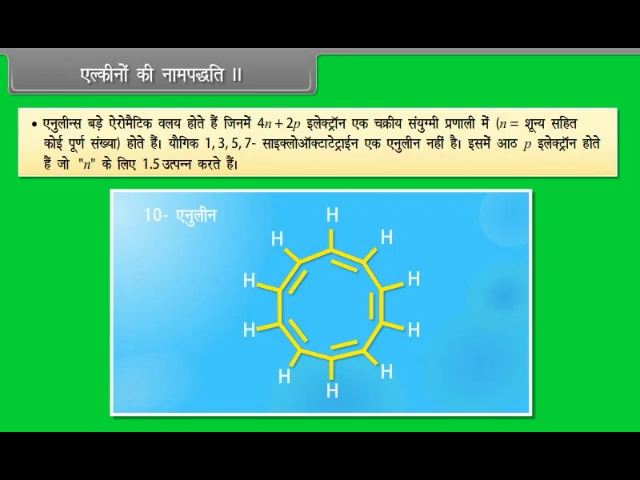 एल्कीनों की नामपद्धति II
• एनुलीन्स बड़े ऐरोमैटिक वलय होते हैं जिनमें 4n + 2p इलेक्ट्रॉन एक चक्रीय संयुग्मी प्रणाली में (n = शून्य सहित
कोई पूर्ण संख्या) होते हैं। यौगिक 1, 3, 5, 7- साइक्लोऑक्टाटेट्राईन एक एनुलीन नहीं है। इसमें आठ p इलेक्ट्रॉन होते
हैं जो "n" के लिए 1.5 उत्पन्न करते हैं।
10- एनुलीन
H
H H
H H
H H
H H
H